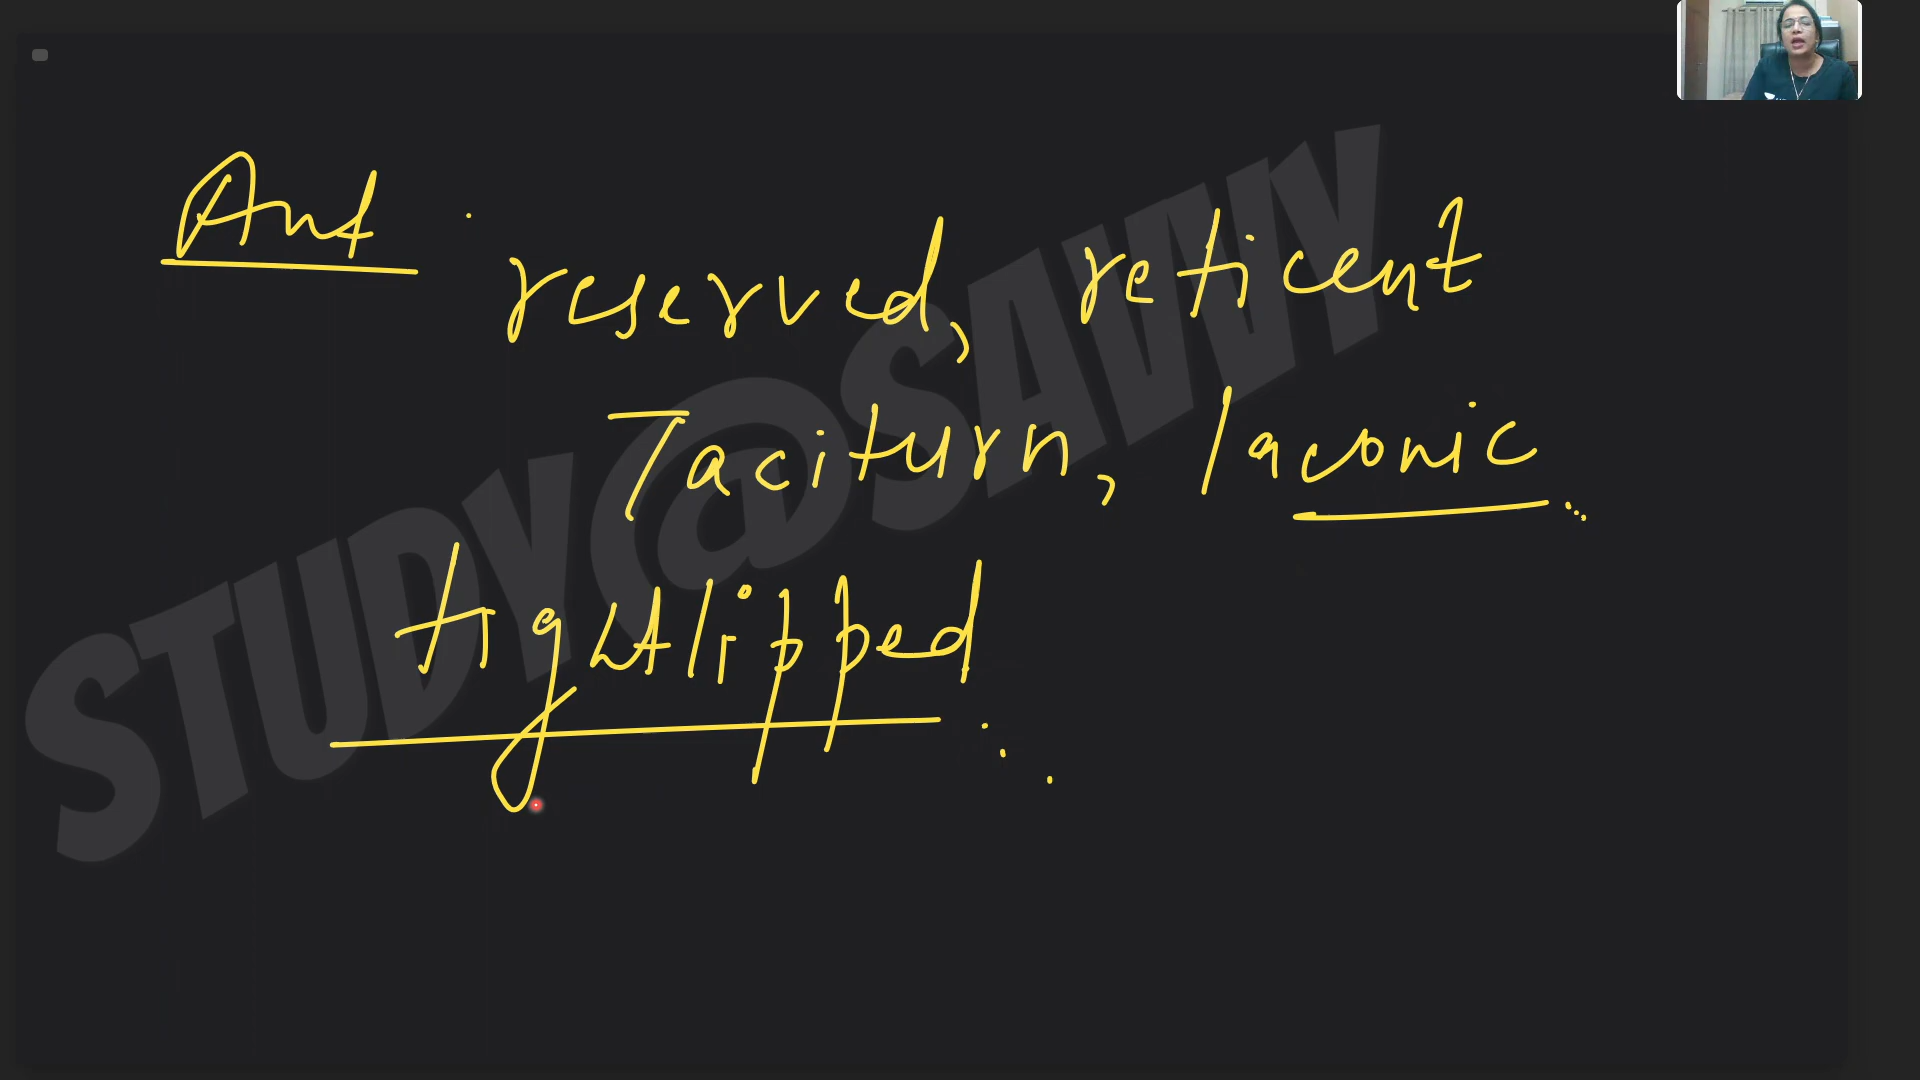 Ant
reserved, reticent
Taciturn, laconic
tightlipped
STUDY@SAVVY